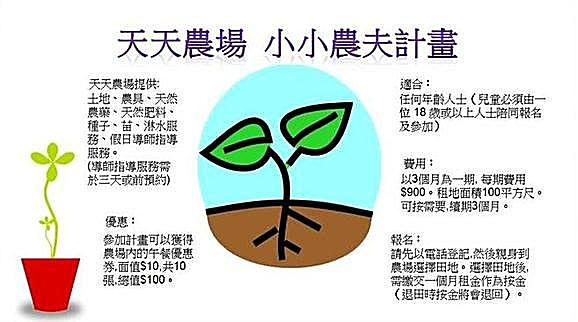 天天農場 小小農夫計畫
天天農場提供:
土地、農具、天然
農藥、天然肥料、
種子、苗、淋水服
務、假日導師指導
服務。
(導師指導服務需
於三天或前預約)
優惠：
參加計畫可以獲得
農場內的午餐優惠
券,面值$10,共10
張,總值$100。
適合：
任何年齡人士（兒童必須由一
位 18 歲或以上人士陪同報名
及參加）
費用：
以3個月為一期, 每期費用
$900。租地面積100平方尺。
可按需要,續期3個月。
報名：
請先以電話登記,然後親身到
農場選擇田地。選擇田地後,
需繳交一個月租金作為按金
（退田時按金將會退回）。